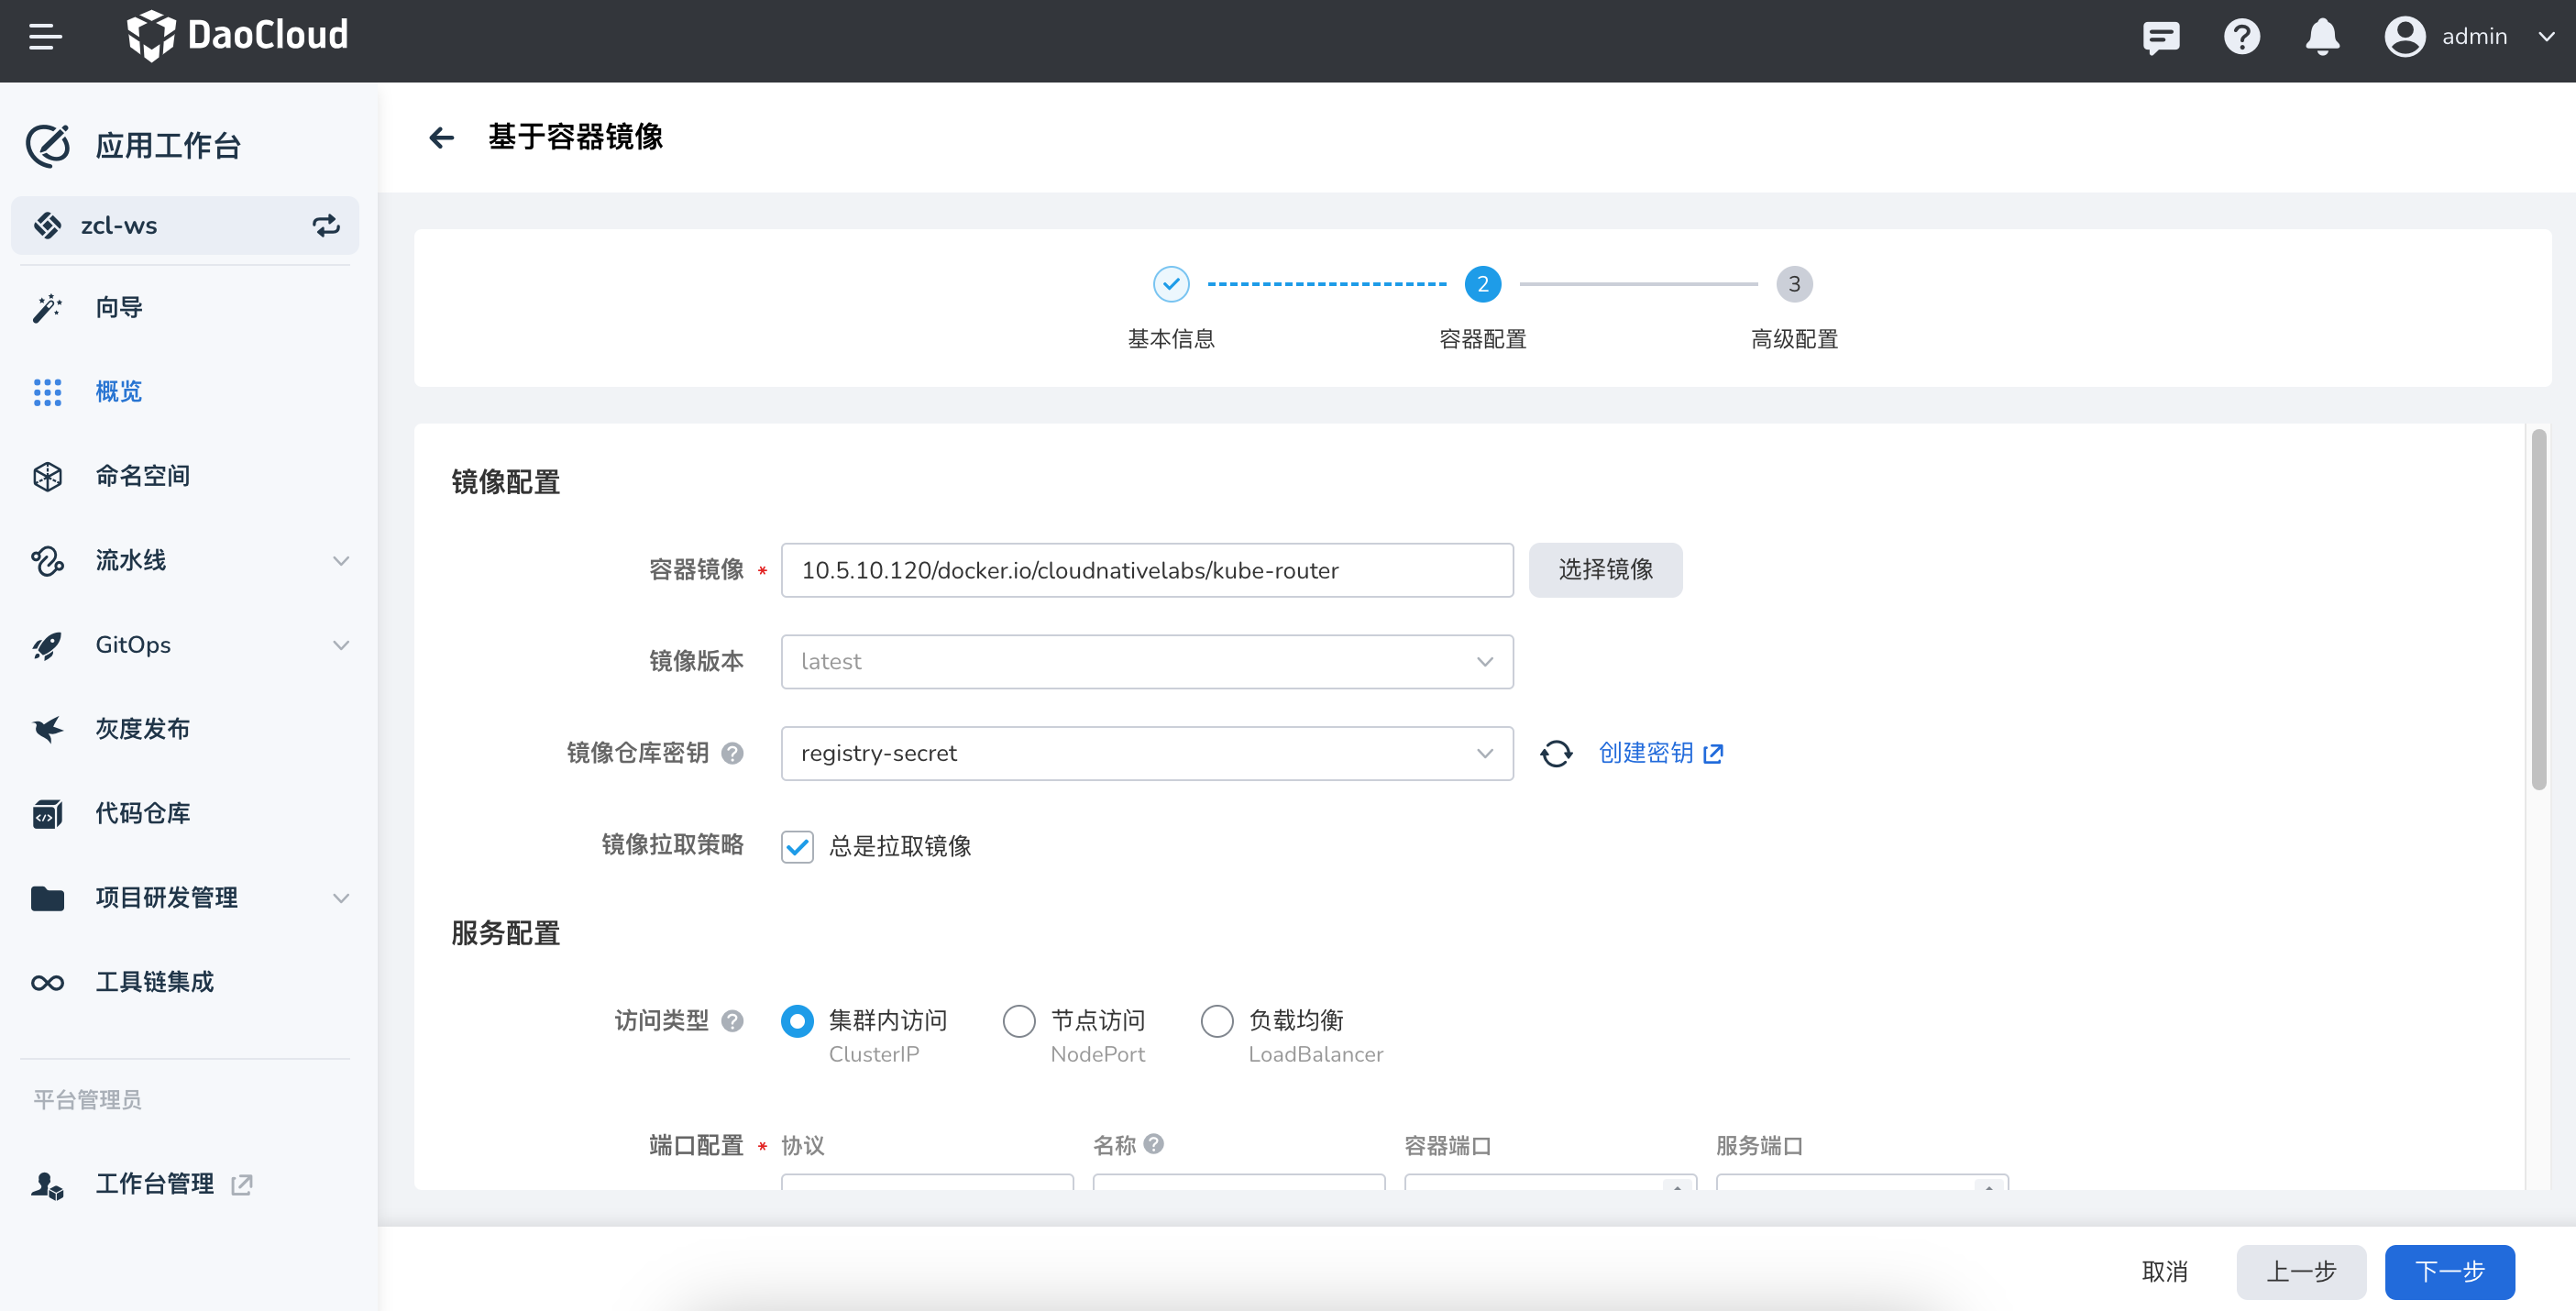 DaoCloud
admin
应用工作台
zcl-ws
向导
概览
命名空间
流水线
GitOps
灰度发布
代码仓库
项目研发管理
工具链集成
平台管理员
工作台管理
基于容器镜像
2
3
基本信息
容器配置
高级配置
镜像配置
容器镜像 * 10.5.10.120/docker.io/cloudnativelabs/kube-router 选择镜像
镜像版本 latest
镜像仓库密钥 registry-secret 创建密钥
镜像拉取策略 总是拉取镜像
服务配置
访问类型 集群内访问 节点访问 负载均衡
ClusterIP NodePort LoadBalancer
端口配置 * 协议 名称 容器端口 服务端口
取消 上一步 下一步